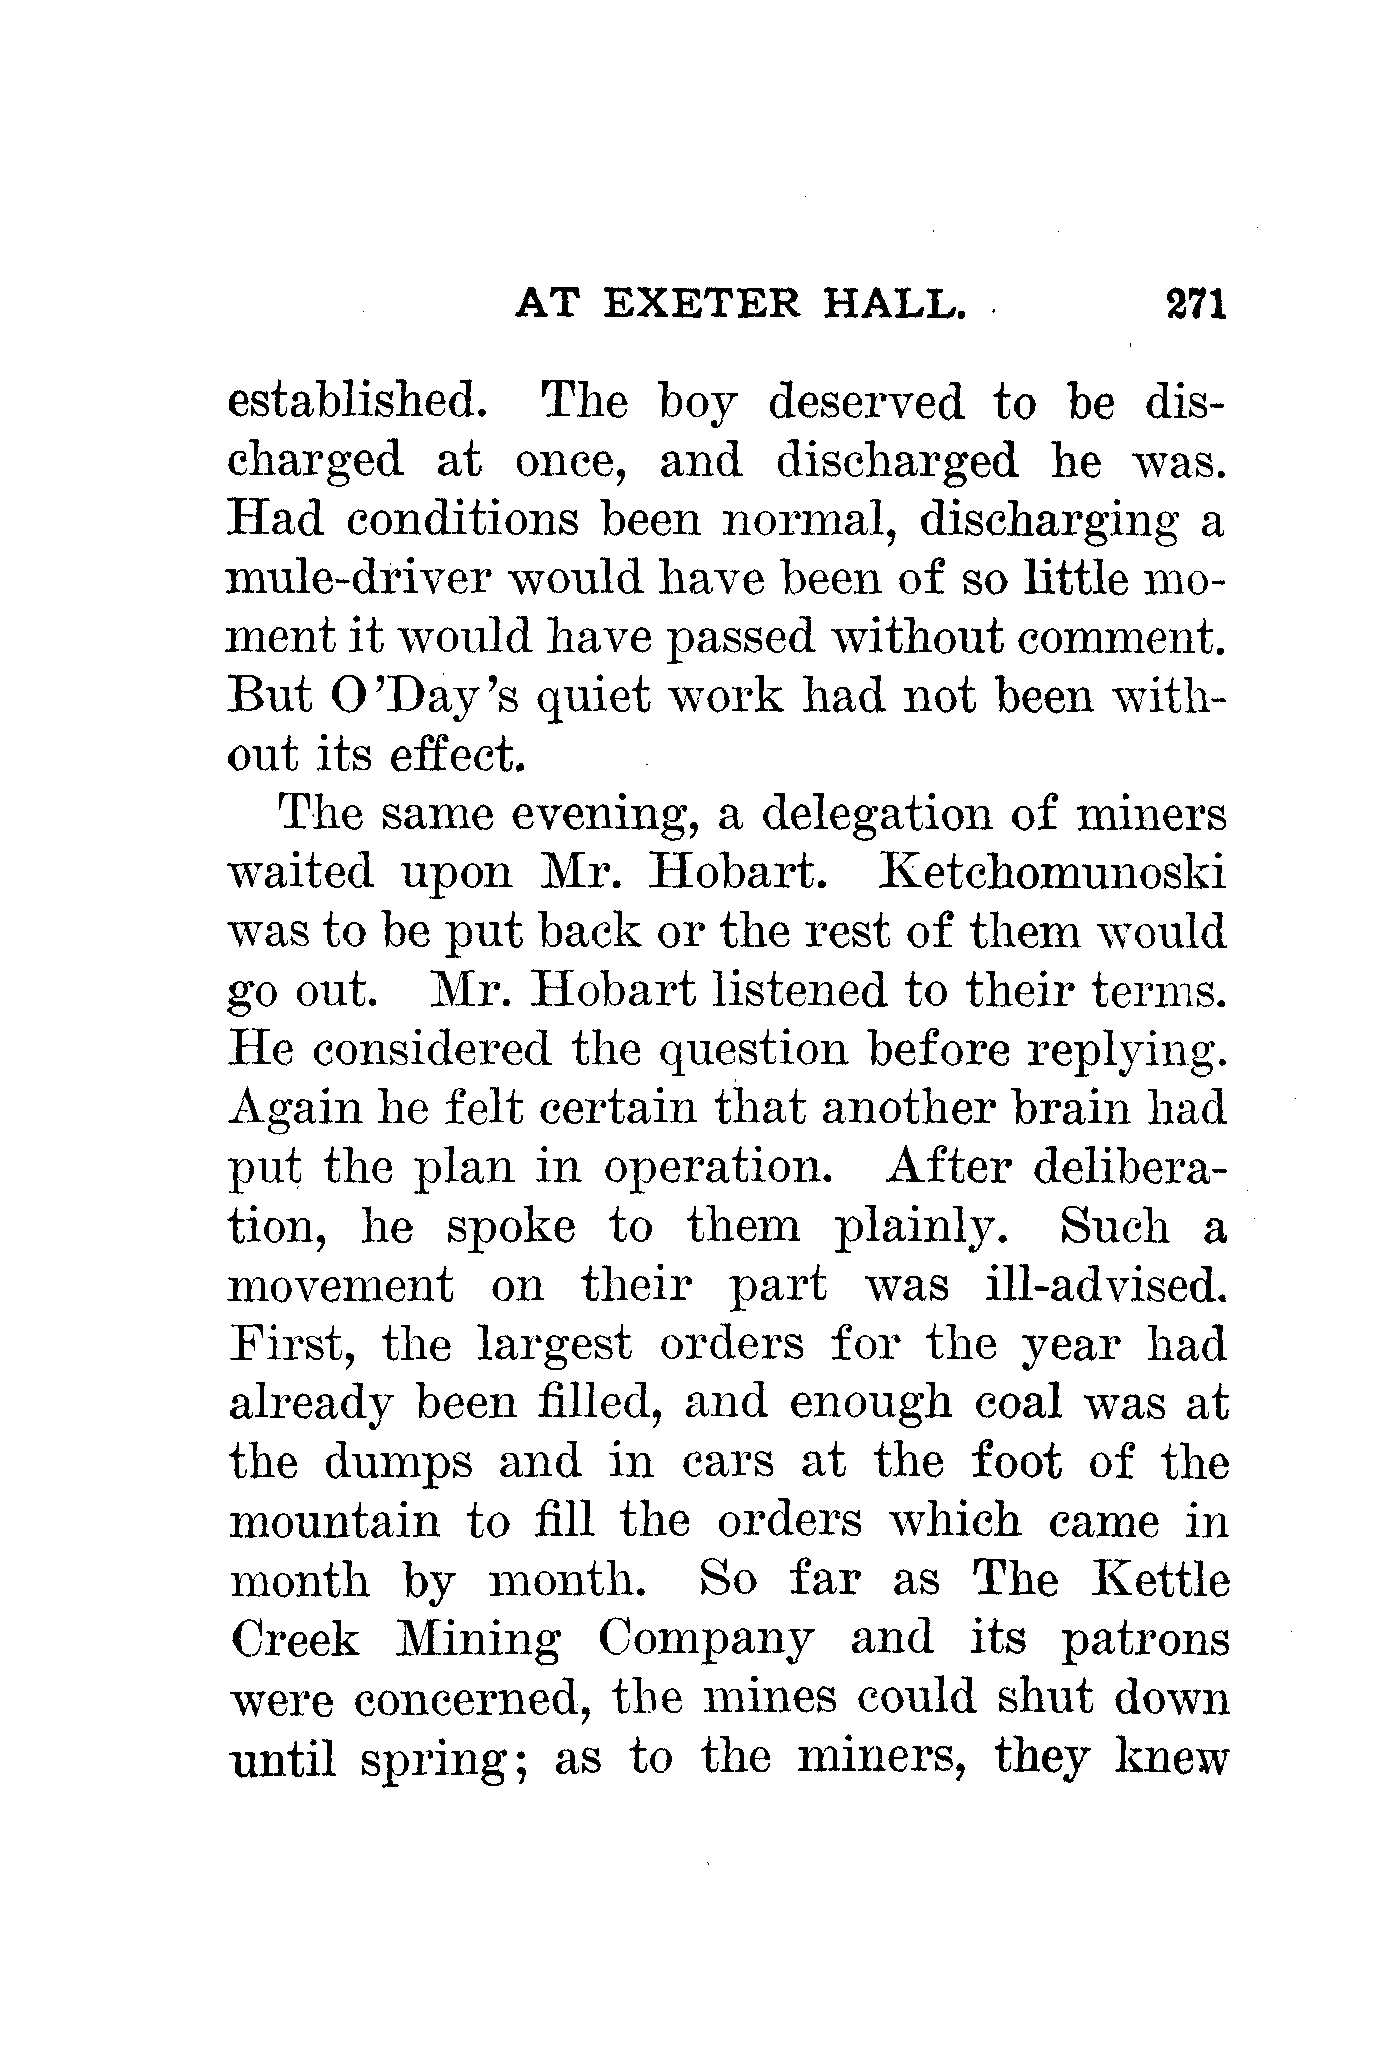 AT EXETER HALL. 271
established. The boy deserved to be dis-
charged at once, and discharged he was.
Had conditions been normal, discharging a
mule-driver would have been of so little mo-
ment it would have passed without comment.
But O'Day's quiet work had not been with-
out its effect.
The same evening, a delegation of miners
waited upon Mr. Hobart. Ketchomunoski
was to be put back or the rest of them would
go out. Mr. Hobart listened to their terms.
He considered the question before replying.
Again he felt certain that another brain had
put the plan in operation. After delibera-
tion, he spoke to them plainly. Such a
movement on their part was ill-advised.
First, the largest orders for the year had
already been filled, and enough coal was at
the dumps and in cars at the foot of the
mountain to fill the orders which came in
month by month. So far as The Kettle
Creek Mining Company and its patrons
were concerned, the mines could shut down
until spring; as to the miners, they knew